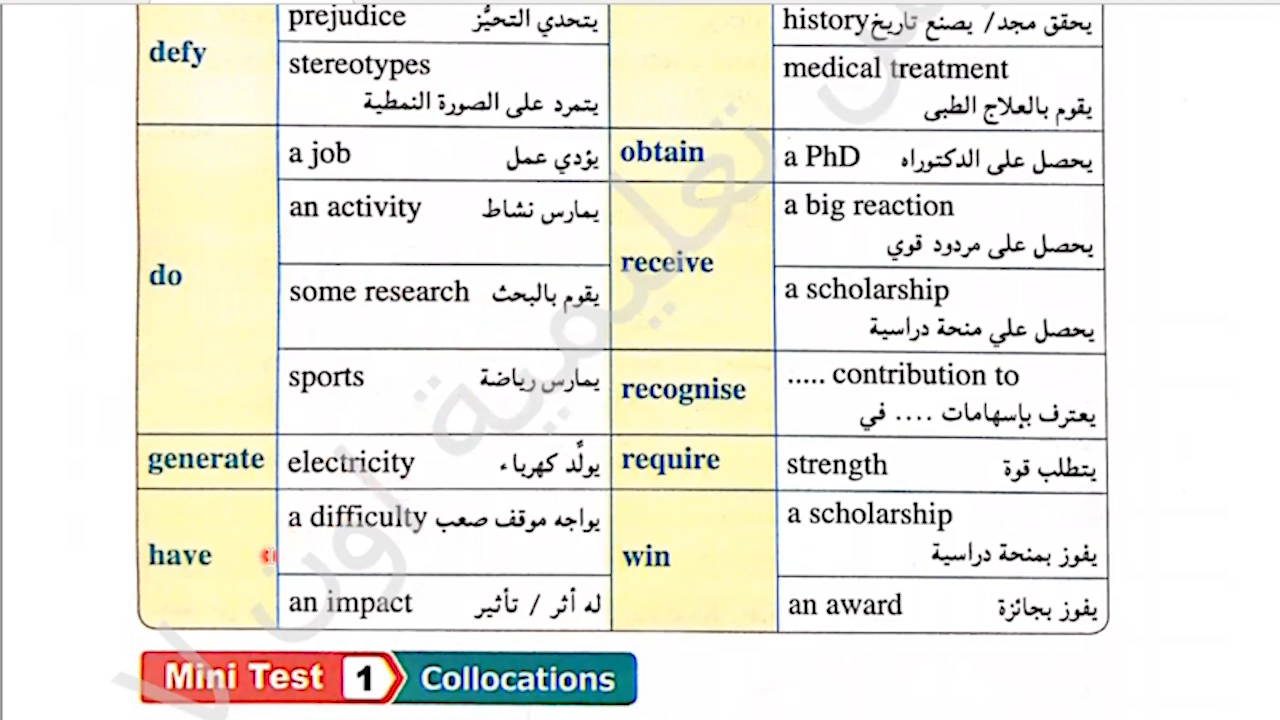 defy
prejudice يتحدي التحيُّز
stereotypes
يتمرد على الصورة النمطية
do
a job يؤدي عمل
an activity يمارس نشاط
some research يقوم بالبحث
sports يمارس رياضة
generate electricity يولِّد كهرباء
have
a difficulty يواجه موقف صعب
an impact له أثر / تأثير
history يحقق مجد/ يصنع تاريخ
medical treatment
يقوم بالعلاج الطبى
obtain a PhD يحصل على الدكتوراه
receive
a big reaction
يحصل على مردود قوي
a scholarship
يحصل علي منحة دراسية
recognise
..... contribution to
يعترف بإسهامات .... في
require strength يتطلب قوة
win
a scholarship
يفوز بمنحة دراسية
an award يفوز بجائزة
Mini Test 1 Collocations